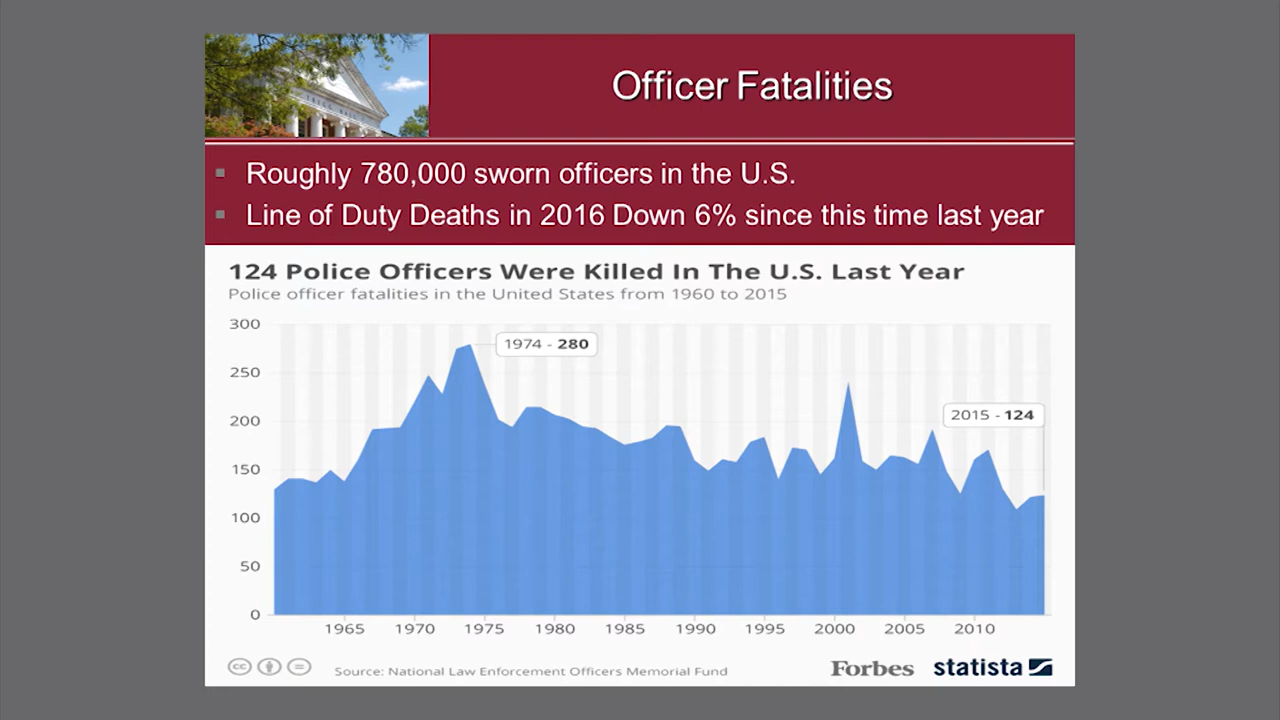 Officer Fatalities
Roughly 780,000 sworn officers in the U.S.
Line of Duty Deaths in 2016 Down 6% since this time last year
124 Police Officers Were Killed In The U.S. Last Year
Police officer fatalities in the United States from 1960 to 2015
300
1974 - 280
250
2015 - 124
200
150
100
50
0
1965 1970 1975 1980 1985 1990 1995 2000 2005 2010
cc
Source: National Law Enforcement Officers Memorial Fund
Forbes
statista